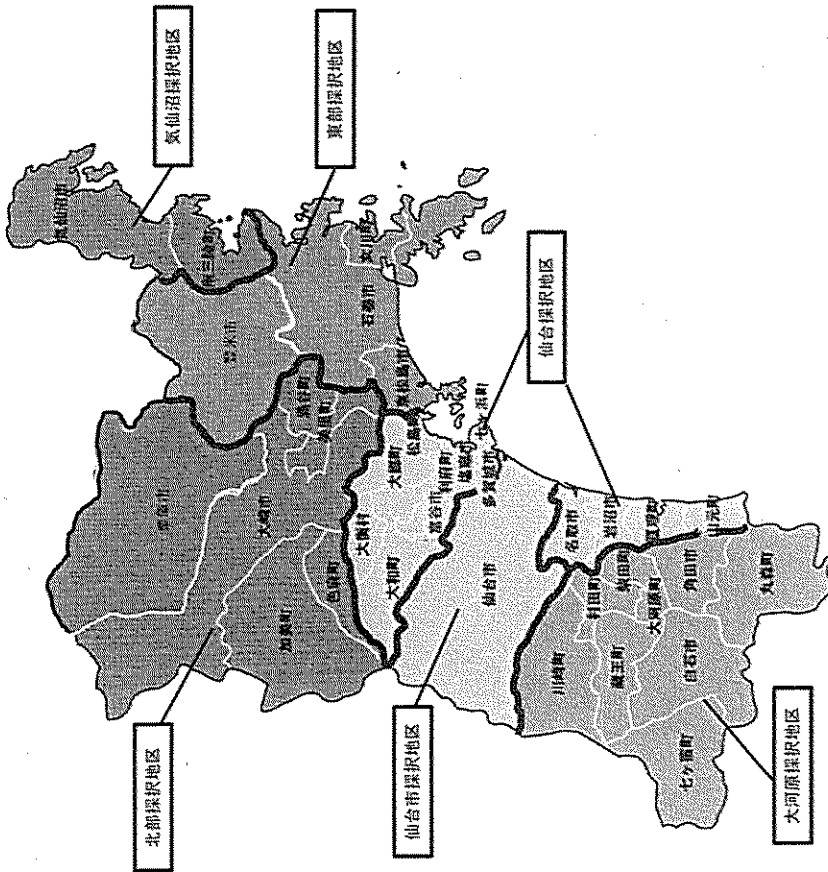 気仙沼採択地区
東部採択地区
仙台採択地区
北部採択地区
仙台市採択地区
大河原採択地区
気仙沼市
南三陸町
登米市
石巻市
女川町
東松島市
栗原市
大崎市
涌谷町
美里町
加美町
色麻町
大衡村
大郷町
松島町
大和町
富谷市
利府町
塩竈市
七ヶ浜町
多賀城市
仙台市
名取市
岩沼市
亘理町
山元町
川崎町
村田町
柴田町
大河原町
蔵王町
角田市
白石市
丸森町
七ヶ宿町